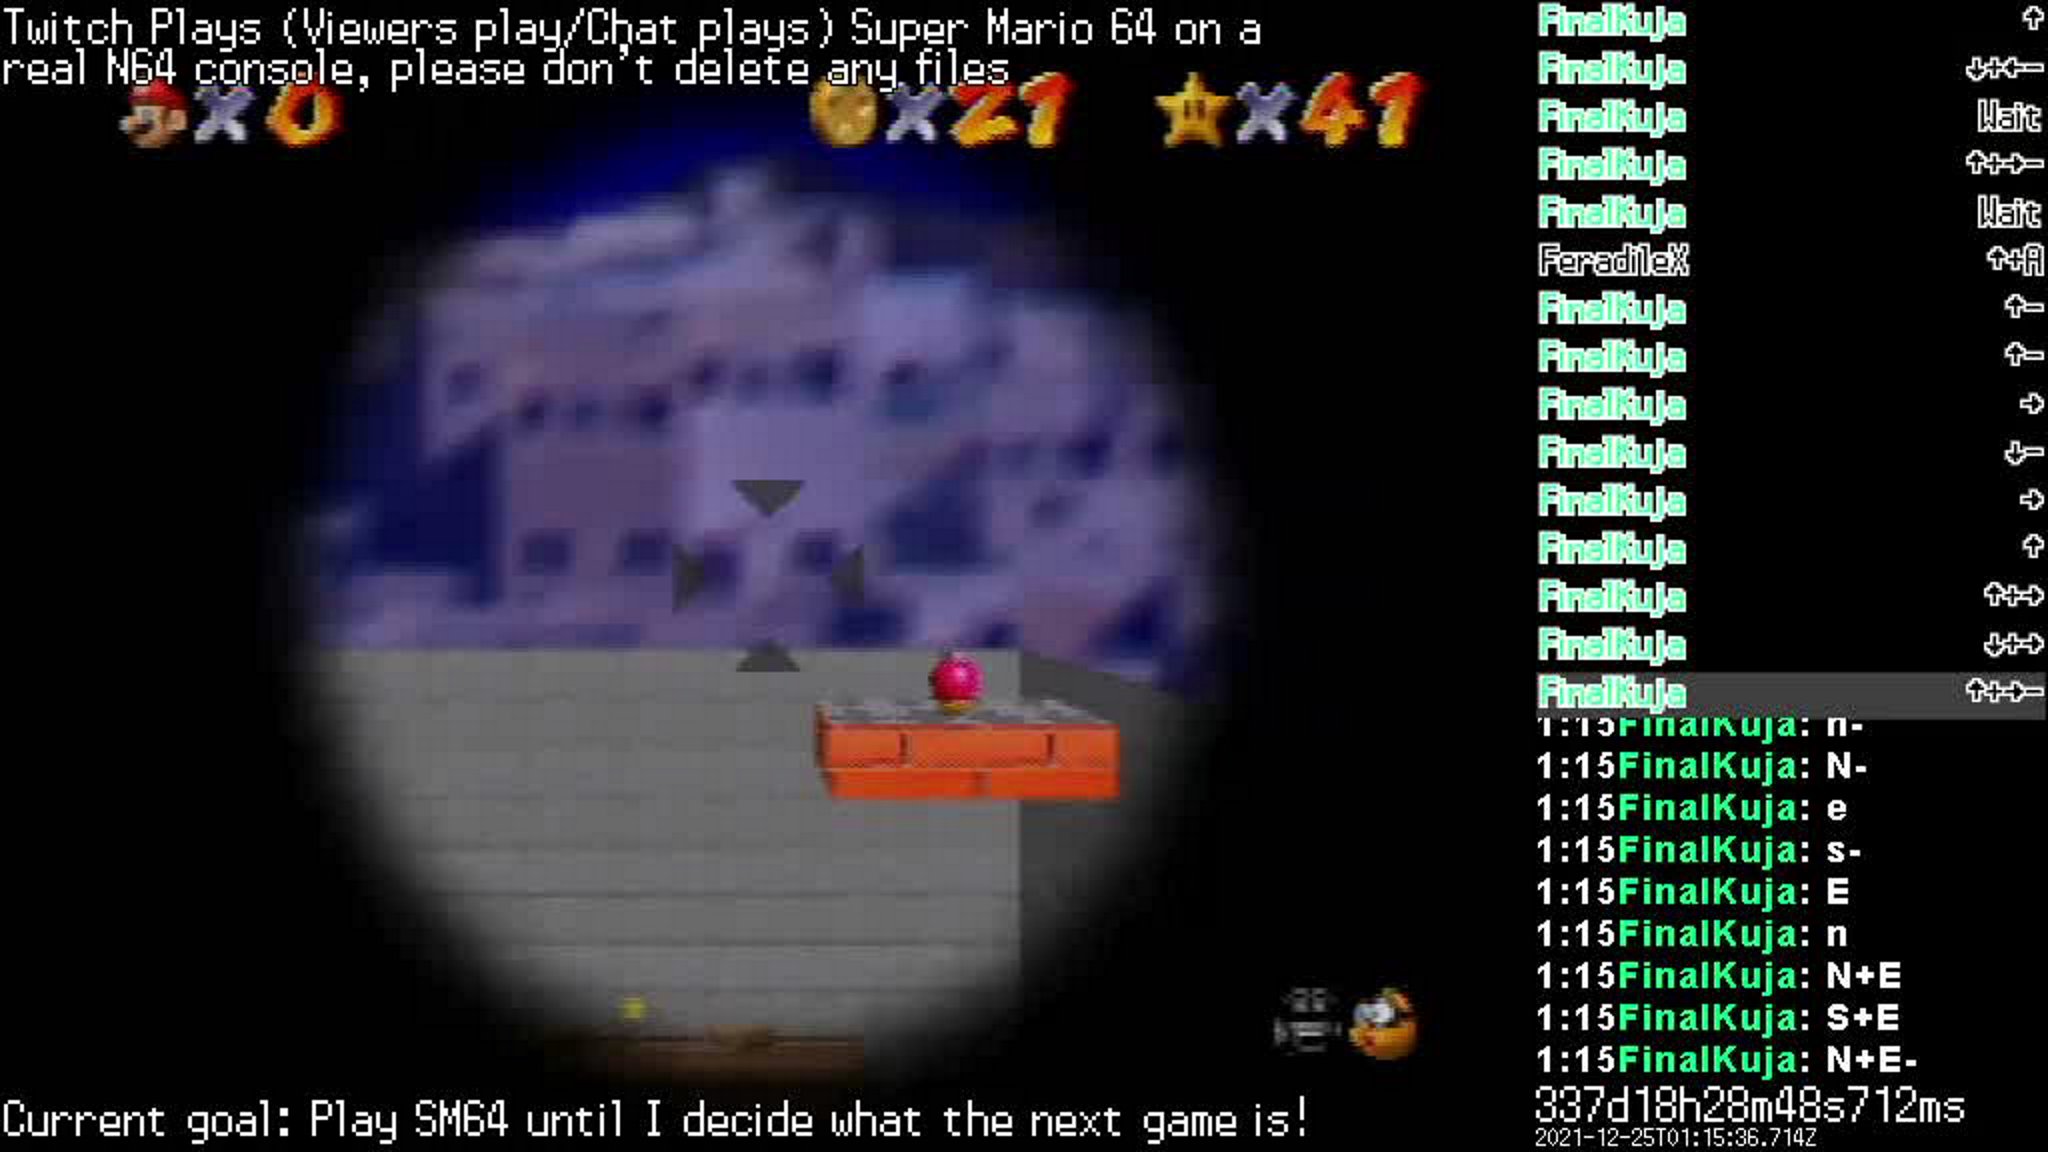 Twitch Plays (Viewers play/Chat plays) Super Mario 64 on a
real N64 console, please don't delete any files
x 0
x 21
x 41
FinalKuja ↑
FinalKuja ↓+←-
FinalKuja Wait
FinalKuja ↑+→-
FinalKuja Wait
FeradileX ↑+A
FinalKuja ↑-
FinalKuja ↑-
FinalKuja →
FinalKuja ↓-
FinalKuja →
FinalKuja ↑
FinalKuja ↑+→
FinalKuja ↓+→
FinalKuja ↑+→-
1:15FinalKuja: n-
1:15FinalKuja: N-
1:15FinalKuja: e
1:15FinalKuja: s-
1:15FinalKuja: E
1:15FinalKuja: n
1:15FinalKuja: N+E
1:15FinalKuja: S+E
1:15FinalKuja: N+E-
Current goal: Play SM64 until I decide what the next game is!
337d18h28m48s712ms
2021-12-25T01:15:36.714Z